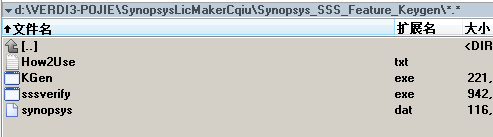 d:\VERDI3-POJIE\SynopsysLicMakerCqiu\Synopsys_SSS_Feature_Keygen\*.*
文件名 扩展名 大小
[..] <DIR
How2Use txt
KGen exe 221,
sssverify exe 942,
synopsys dat 116,